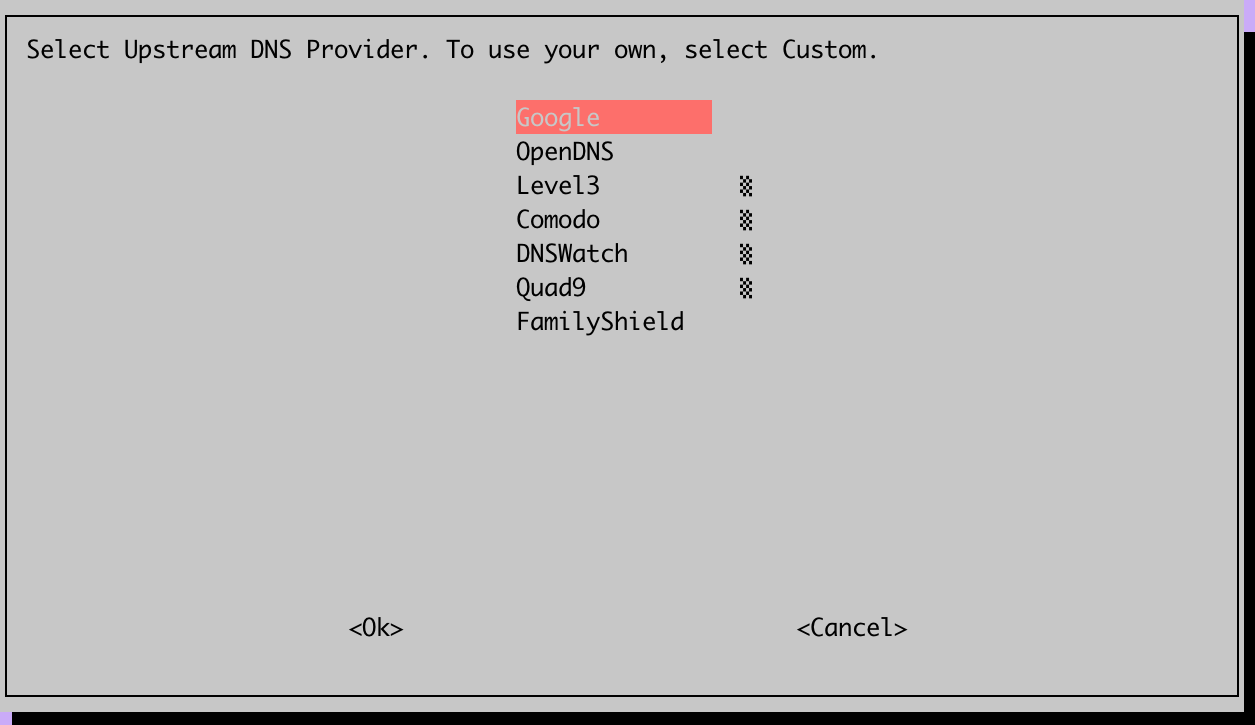 Select Upstream DNS Provider. To use your own, select Custom.
Google
OpenDNS
Level3
Comodo
DNSWatch
Quad9
FamilyShield
<Ok> <Cancel>